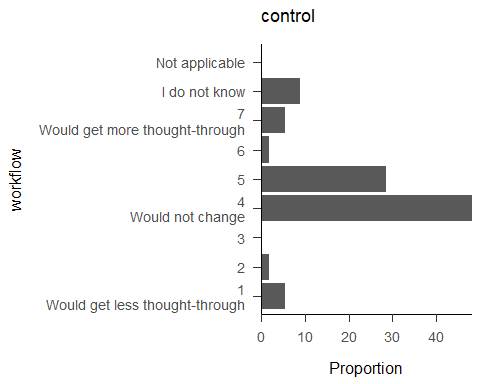 control
Not applicable
I do not know
7
Would get more thought-through
6
5
4
Would not change
3
2
1
Would get less thought-through
workflow
0 10 20 30 40
Proportion